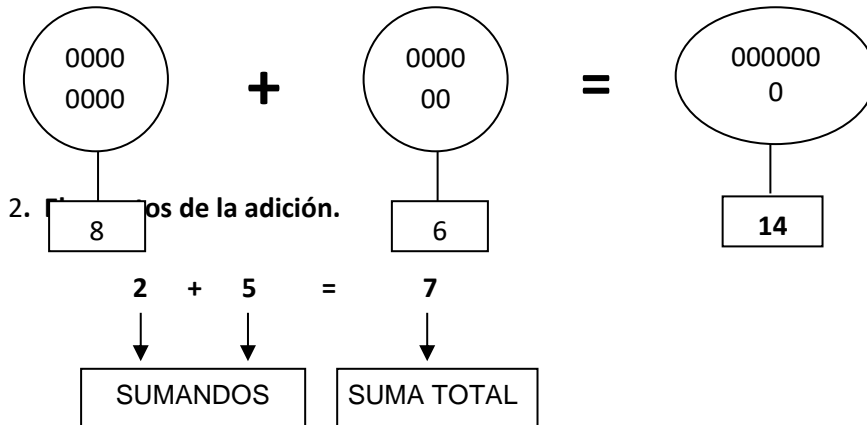 0000 0000 000000
0000 + 00 = 0
2. os de la adición.
8 6 14
2 + 5 = 7
SUMANDOS SUMA TOTAL